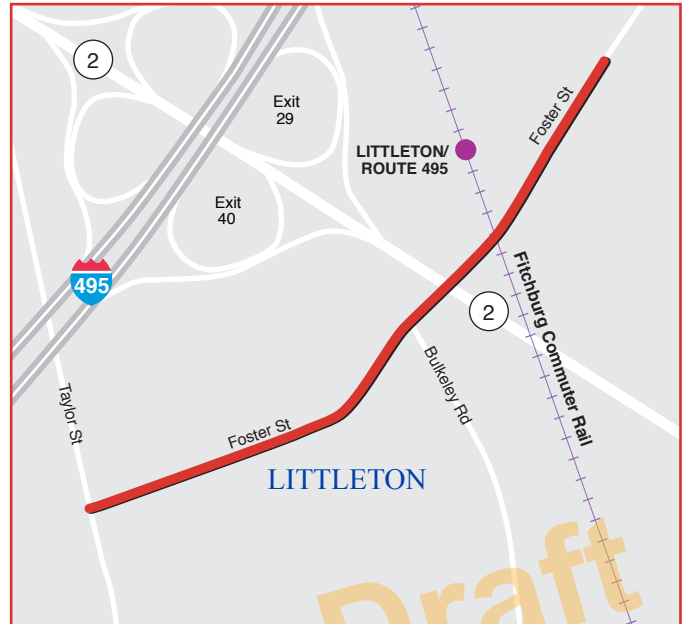 2
Exit
29
Foster St
LITTLETON/
ROUTE 495
Exit
40
495
2
Fitchburg Commuter Rail
Taylor St
Bulkeley Rd
Foster St
LITTLETON
Draft